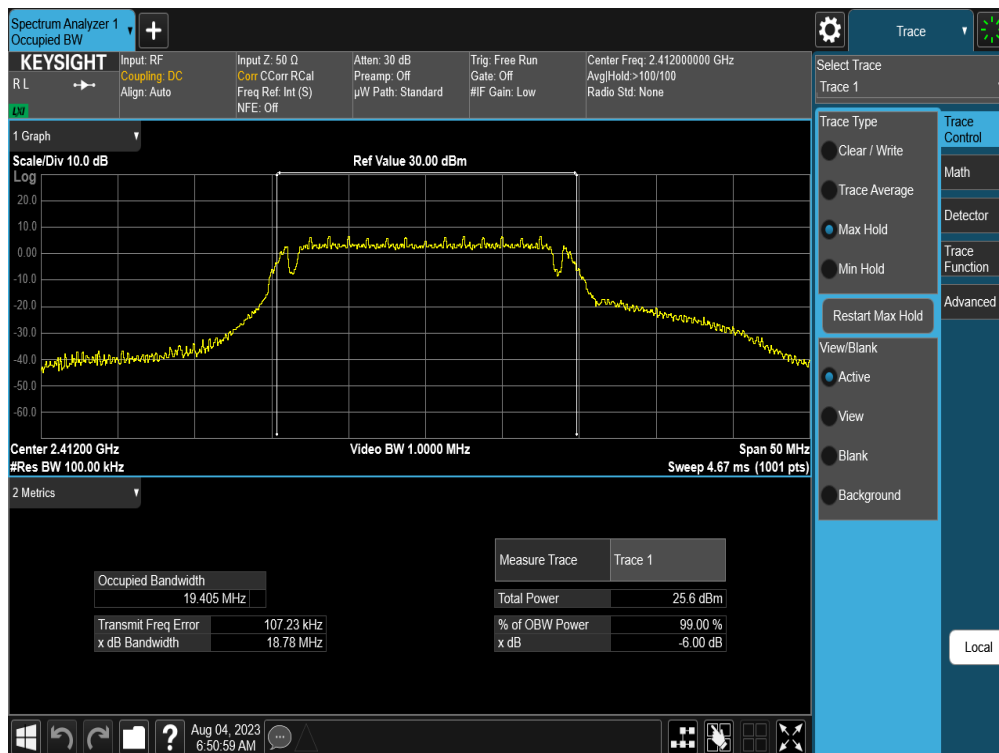 Spectrum Analyzer 1
Occupied BW
Trace
KEYSIGHT
R L
LXI
Input: RF
Coupling: DC
Align: Auto
Input Z: 50 Ω
Corr CCorr RCal
Freq Ref: Int (S)
NFE: Off
Atten: 30 dB
Preamp: Off
µW Path: Standard
Trig: Free Run
Gate: Off
#IF Gain: Low
Center Freq: 2.412000000 GHz
Avg|Hold:>100/100
Radio Std: None
Select Trace
Trace 1
1 Graph
Scale/Div 10.0 dB
Ref Value 30.00 dBm
Log
20.0
10.0
0.00
-10.0
-20.0
-30.0
-40.0
-50.0
-60.0
Center 2.41200 GHz
Video BW 1.0000 MHz
Span 50 MHz
#Res BW 100.00 kHz
Sweep 4.67 ms (1001 pts)
Trace Type
Clear / Write
Trace Average
Max Hold
Min Hold
Restart Max Hold
View/Blank
Active
View
Blank
Background
Trace
Control
Math
Detector
Trace
Function
Advanced
2 Metrics
Occupied Bandwidth
19.405 MHz
Transmit Freq Error 107.23 kHz
x dB Bandwidth 18.78 MHz
Measure Trace Trace 1
Total Power 25.6 dBm
% of OBW Power 99.00 %
x dB -6.00 dB
Local
?
Aug 04, 2023
6:50:59 AM